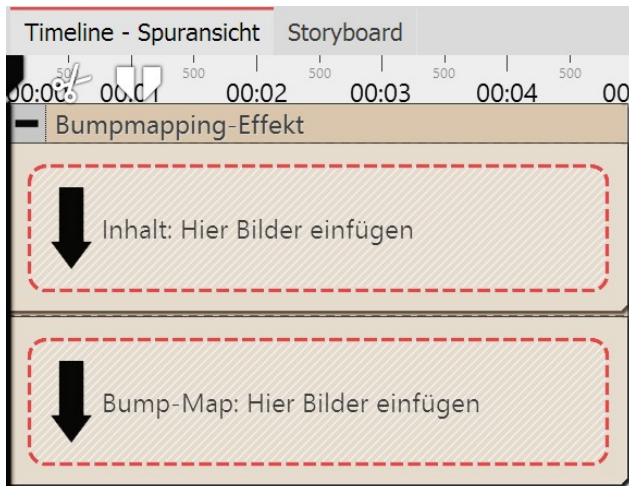 Timeline - Spuransicht Storyboard
500 500 500 500
00:01 00:02 00:03 00:04 00
Bumpmapping-Effekt
Inhalt: Hier Bilder einfügen
Bump-Map: Hier Bilder einfügen